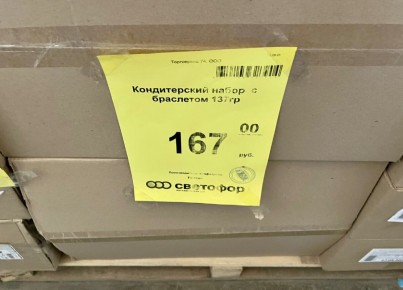 Кондитерский набор с
браслетом 137гр
167 00
руб.
светофор